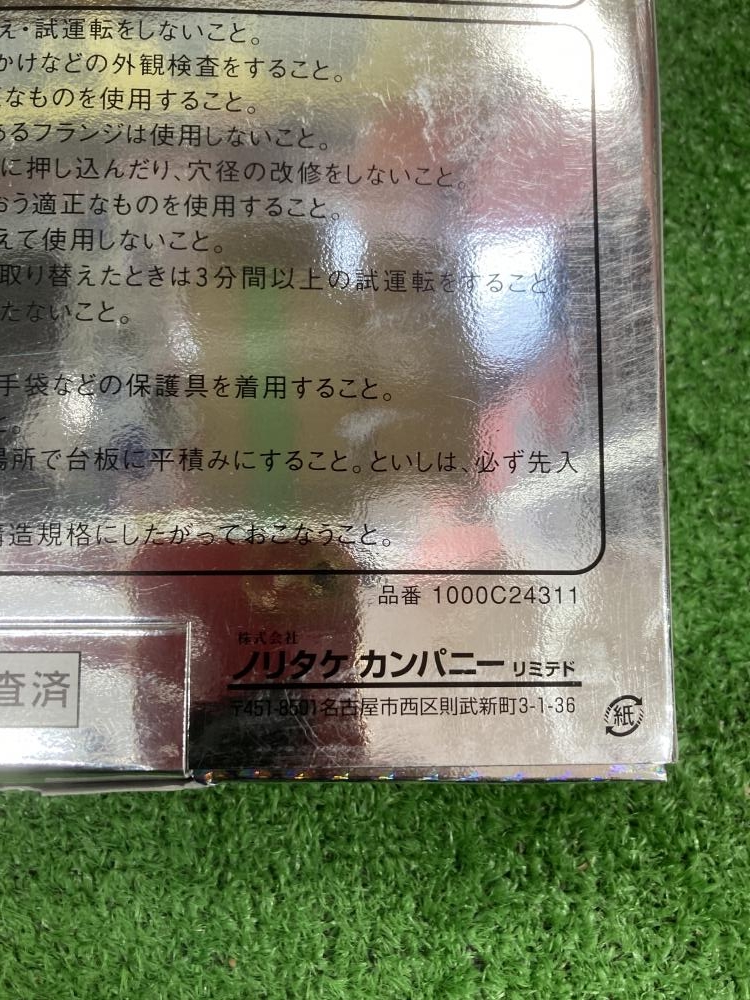 え・試運転をしないこと。
かけなどの外観検査をすること。
なものを使用すること。
あるフランジは使用しないこと。
に押し込んだり、穴径の改修をしないこと。
おう適正なものを使用すること。
えて使用しないこと。
取り替えたときは3分間以上の試運転をすること
たないこと。
手袋などの保護具を着用すること。
と。
場所で台板に平積みにすること。といしは、必ず先入
構造規格にしたがっておこなうこと。
品番 1000C24311
株式会社
ノリタケ カンパニー リミテド
査済
〒451-8501名古屋市西区則武新町3-1-36
紙